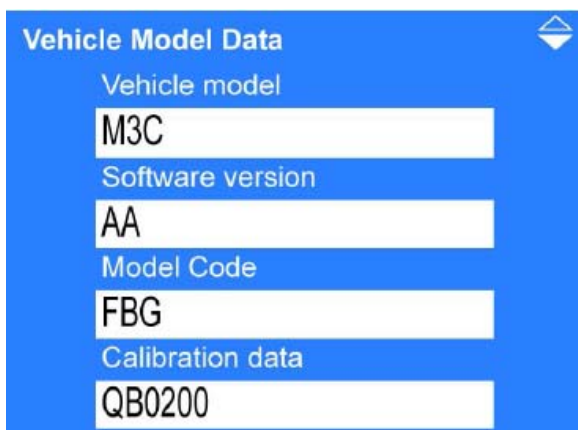 Vehicle Model Data
Vehicle model
M3C
Software version
AA
Model Code
FBG
Calibration data
QB0200